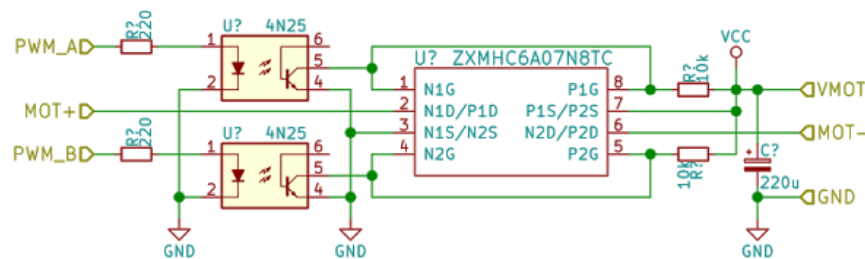 U? 4N25
PWM_A R? 220 1 6
5
2 4
U? ZXMHC6A07N8TC
VCC
1 N1G P1G 8 R? 10k VMOT
MOT+ 2 N1D/P1D P1S/P2S 7
3 N1S/N2S N2D/P2D 6 MOT-
4 N2G P2G 5 10k R? C? 220u
U? 4N25
PWM_B R? 220 1 6
5
2 4
GND
GND GND GND